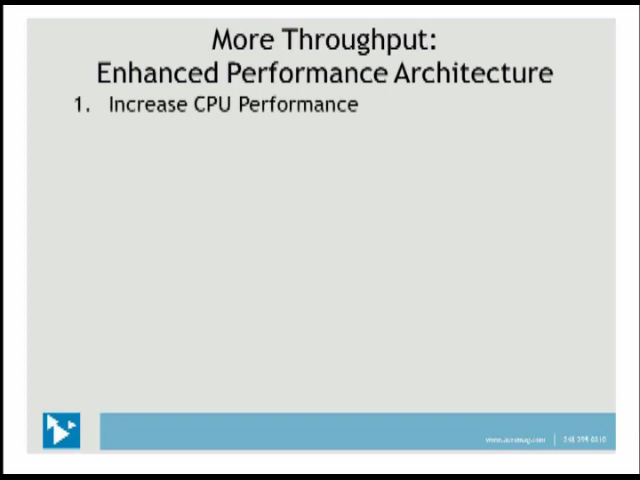 More Throughput:
Enhanced Performance Architecture
1. Increase CPU Performance